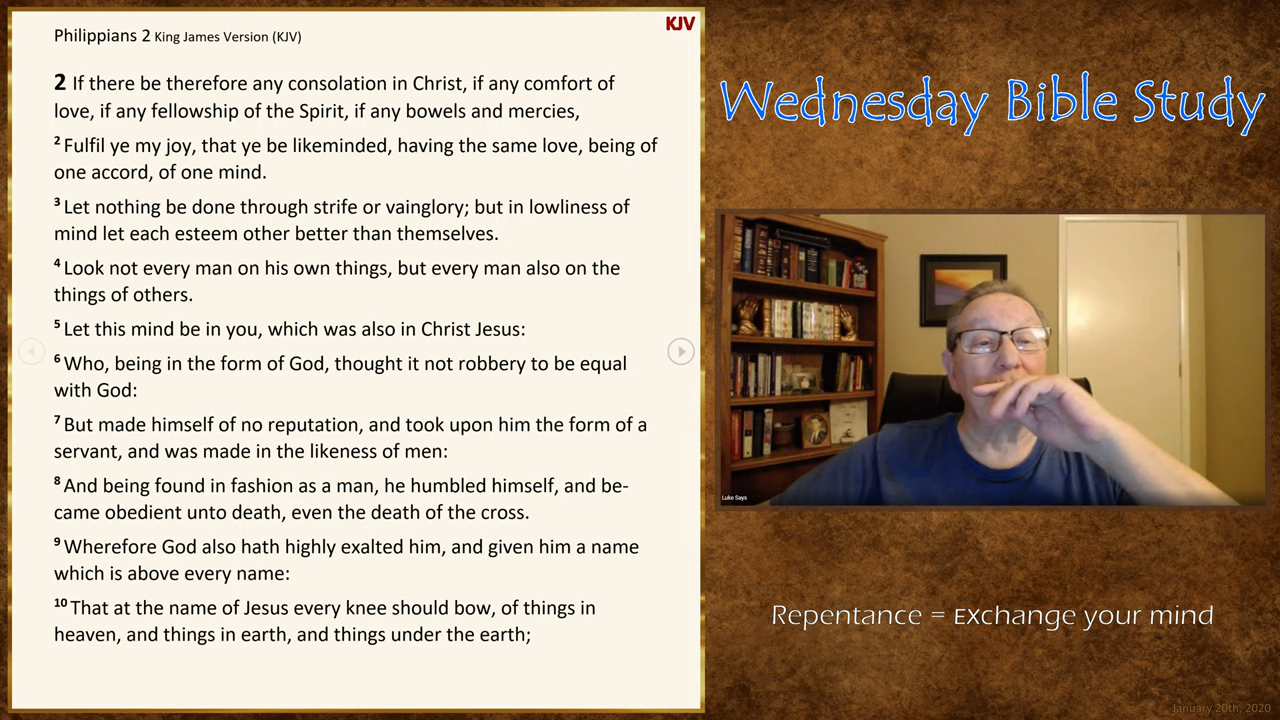 KJV
Philippians 2 King James Version (KJV)
2 If there be therefore any consolation in Christ, if any comfort of
love, if any fellowship of the Spirit, if any bowels and mercies,
2 Fulfil ye my joy, that ye be likeminded, having the same love, being of
one accord, of one mind.
3 Let nothing be done through strife or vainglory; but in lowliness of
mind let each esteem other better than themselves.
4 Look not every man on his own things, but every man also on the
things of others.
5 Let this mind be in you, which was also in Christ Jesus:
6 Who, being in the form of God, thought it not robbery to be equal
with God:
7 But made himself of no reputation, and took upon him the form of a
servant, and was made in the likeness of men:
8 And being found in fashion as a man, he humbled himself, and be-
came obedient unto death, even the death of the cross.
9 Wherefore God also hath highly exalted him, and given him a name
which is above every name:
10 That at the name of Jesus every knee should bow, of things in
heaven, and things in earth, and things under the earth;
Wednesday Bible Study
Luke Says
Repentance = EXchange your mind
January 20th, 2020